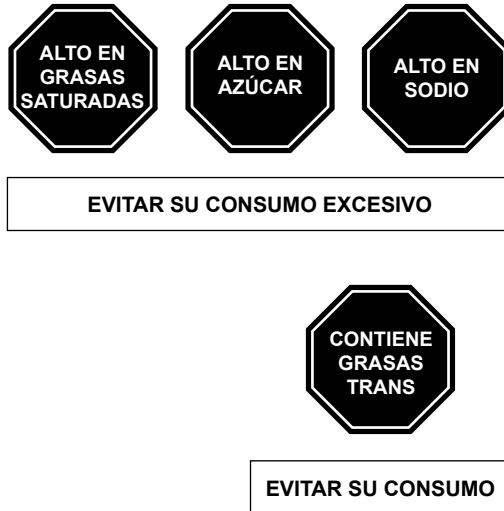 ALTO EN
GRASAS
SATURADAS
ALTO EN
AZÚCAR
ALTO EN
SODIO
EVITAR SU CONSUMO EXCESIVO
CONTIENE
GRASAS
TRANS
EVITAR SU CONSUMO